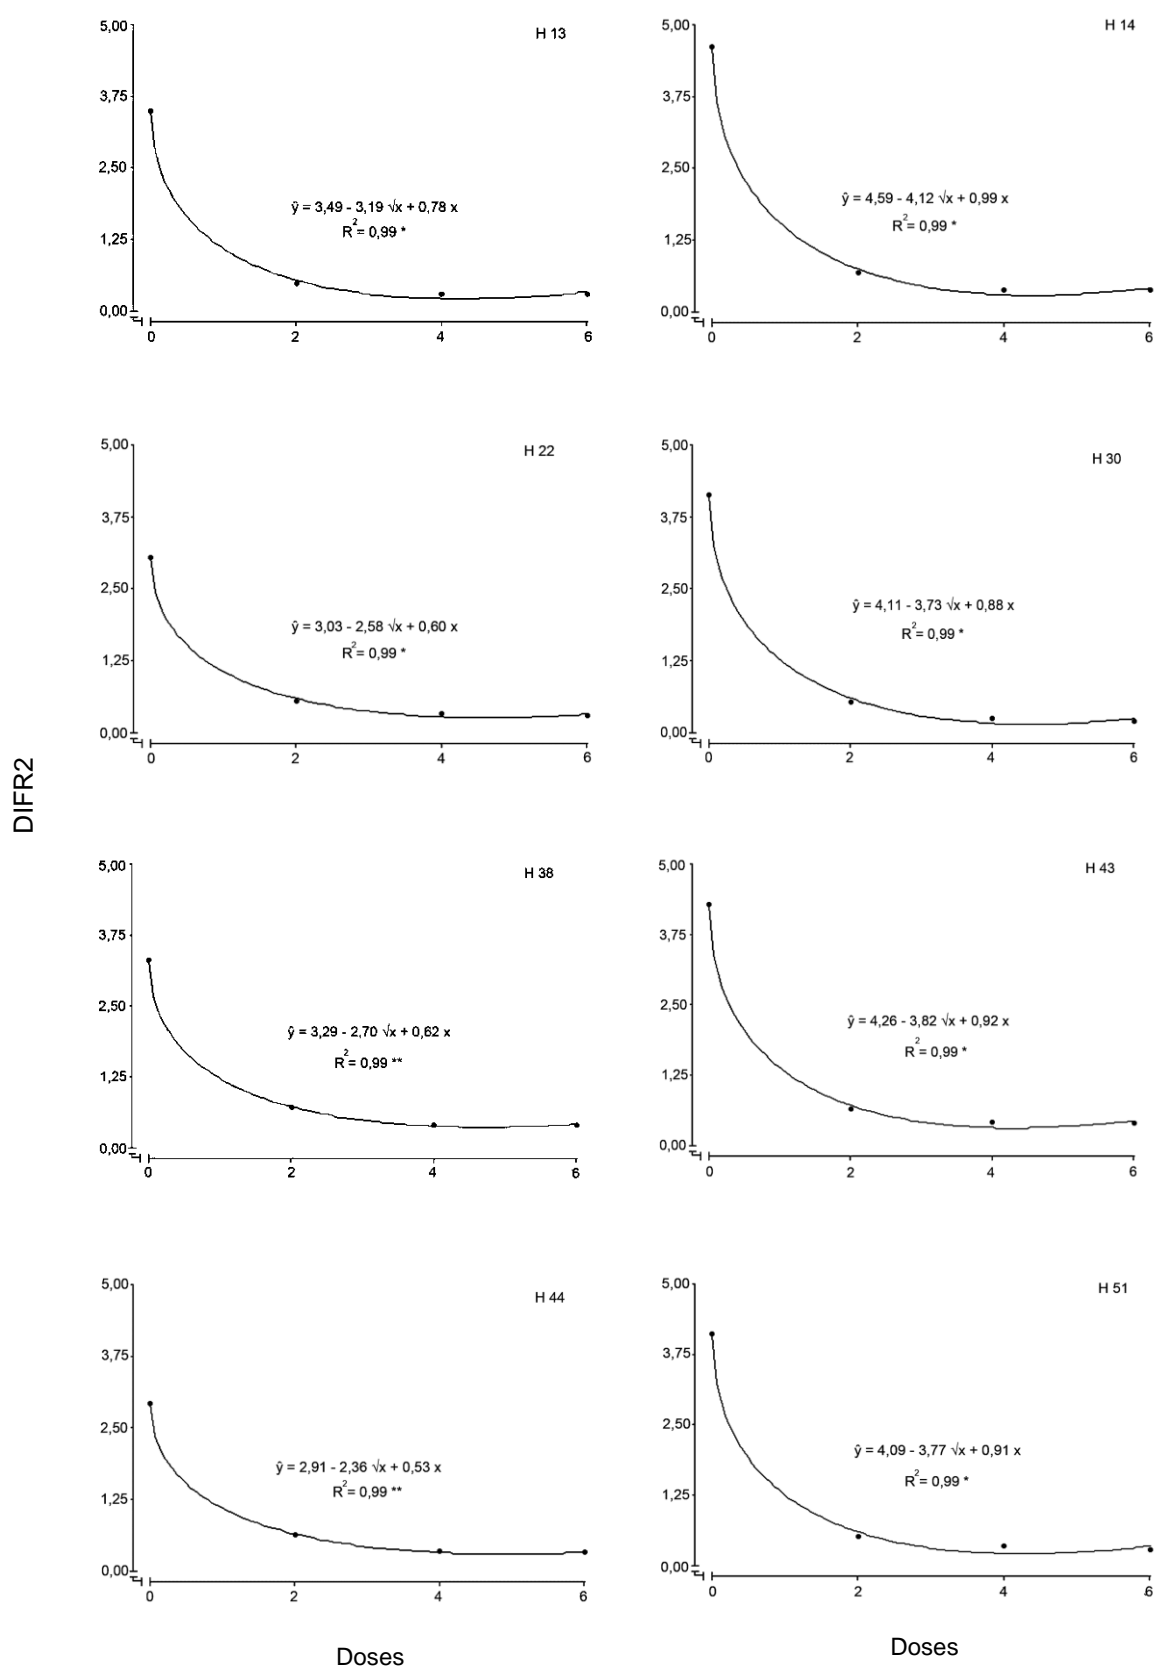 5,00
H 13
3,75
2,50
ŷ = 3,49 - 3,19 √x + 0,78 x
R² = 0,99 *
1,25
0,00
0 2 4 6
5,00
H 14
3,75
2,50
ŷ = 4,59 - 4,12 √x + 0,99 x
R² = 0,99 *
1,25
0,00
0 2 4 6
5,00
H 22
3,75
2,50
ŷ = 3,03 - 2,58 √x + 0,60 x
R² = 0,99 *
1,25
0,00
0 2 4 6
5,00
H 30
3,75
2,50
ŷ = 4,11 - 3,73 √x + 0,88 x
R² = 0,99 *
1,25
0,00
0 2 4 6
DIFR2
5,00
H 38
3,75
2,50
ŷ = 3,29 - 2,70 √x + 0,62 x
R² = 0,99 **
1,25
0,00
0 2 4 6
5,00
H 43
3,75
2,50
ŷ = 4,26 - 3,82 √x + 0,92 x
R² = 0,99 *
1,25
0,00
0 2 4 6
5,00
H 44
3,75
2,50
ŷ = 2,91 - 2,36 √x + 0,53 x
R² = 0,99 **
1,25
0,00
0 2 4 6
Doses
5,00
H 51
3,75
2,50
ŷ = 4,09 - 3,77 √x + 0,91 x
R² = 0,99 *
1,25
0,00
0 2 4 6
Doses